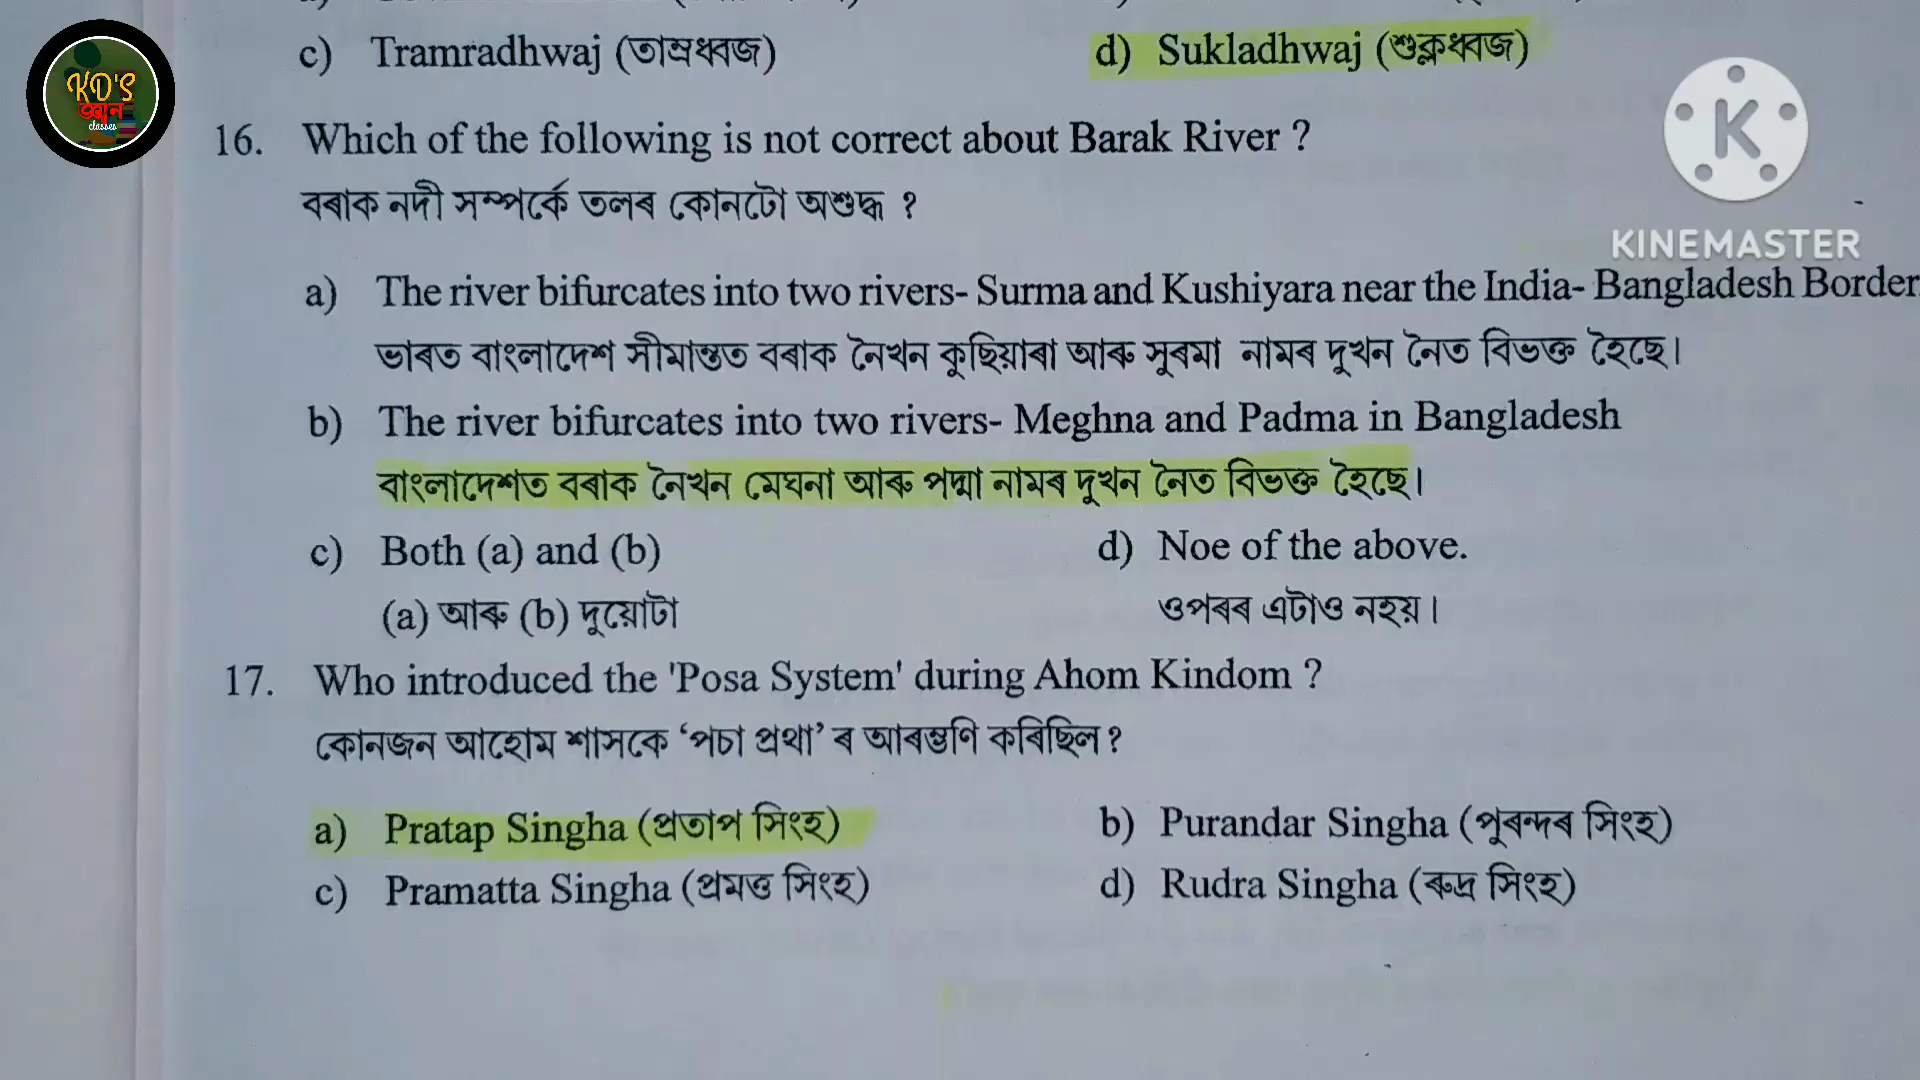 c) Tramradhwaj (তাম্ৰধ্বজ) d) Sukladhwaj (শুক্লধ্বজ)
KD'S
জ্ঞান
classes
16. Which of the following is not correct about Barak River ?
বৰাক নদী সম্পৰ্কে তলৰ কোনটো অশুদ্ধ ?
K
KINEMASTER
a) The river bifurcates into two rivers- Surma and Kushiyara near the India- Bangladesh Border
ভাৰত বাংলাদেশ সীমান্তত বৰাক নৈখন কুছিয়াৰা আৰু সুৰমা নামৰ দুখন নৈত বিভক্ত হৈছে।
b) The river bifurcates into two rivers- Meghna and Padma in Bangladesh
বাংলাদেশত বৰাক নৈখন মেঘনা আৰু পদ্মা নামৰ দুখন নৈত বিভক্ত হৈছে।
c) Both (a) and (b) d) Noe of the above.
(a) আৰু (b) দুয়োটা ওপৰৰ এটাও নহয়।
17. Who introduced the 'Posa System' during Ahom Kindom ?
কোনজন আহোম শাসকে ‘পচা প্ৰথা’ ৰ আৰম্ভণি কৰিছিল ?
a) Pratap Singha (প্ৰতাপ সিংহ) b) Purandar Singha (পুৰন্দৰ সিংহ)
c) Pramatta Singha (প্ৰমত্ত সিংহ) d) Rudra Singha (ৰুদ্ৰ সিংহ)